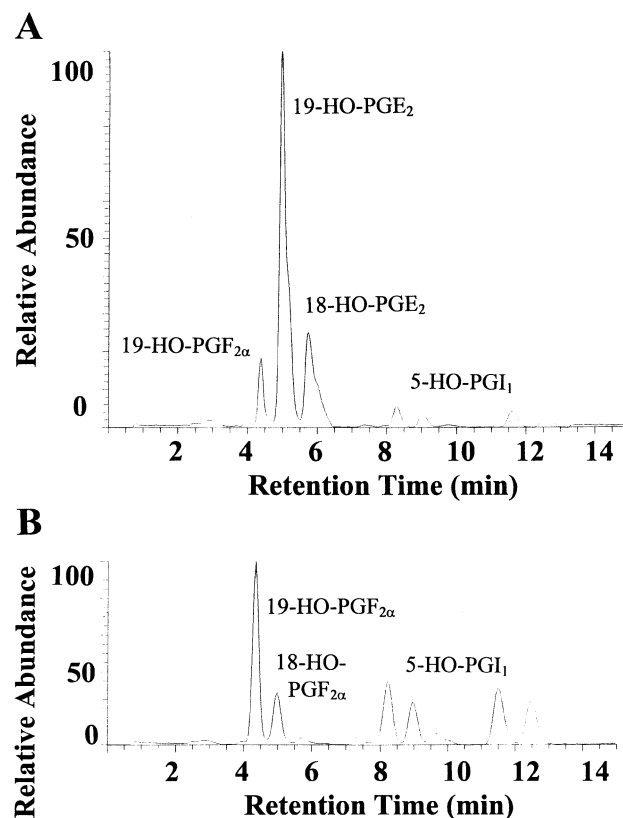 A
Relative Abundance
100
50
0
19-HO-PGE₂
18-HO-PGE₂
19-HO-PGF₂α
5-HO-PGI₁
2 4 6 8 10 12 14
Retention Time (min)
B
Relative Abundance
100
50
0
19-HO-PGF₂α
18-HO-
PGF₂α
5-HO-PGI₁
2 4 6 8 10 12 14
Retention Time (min)